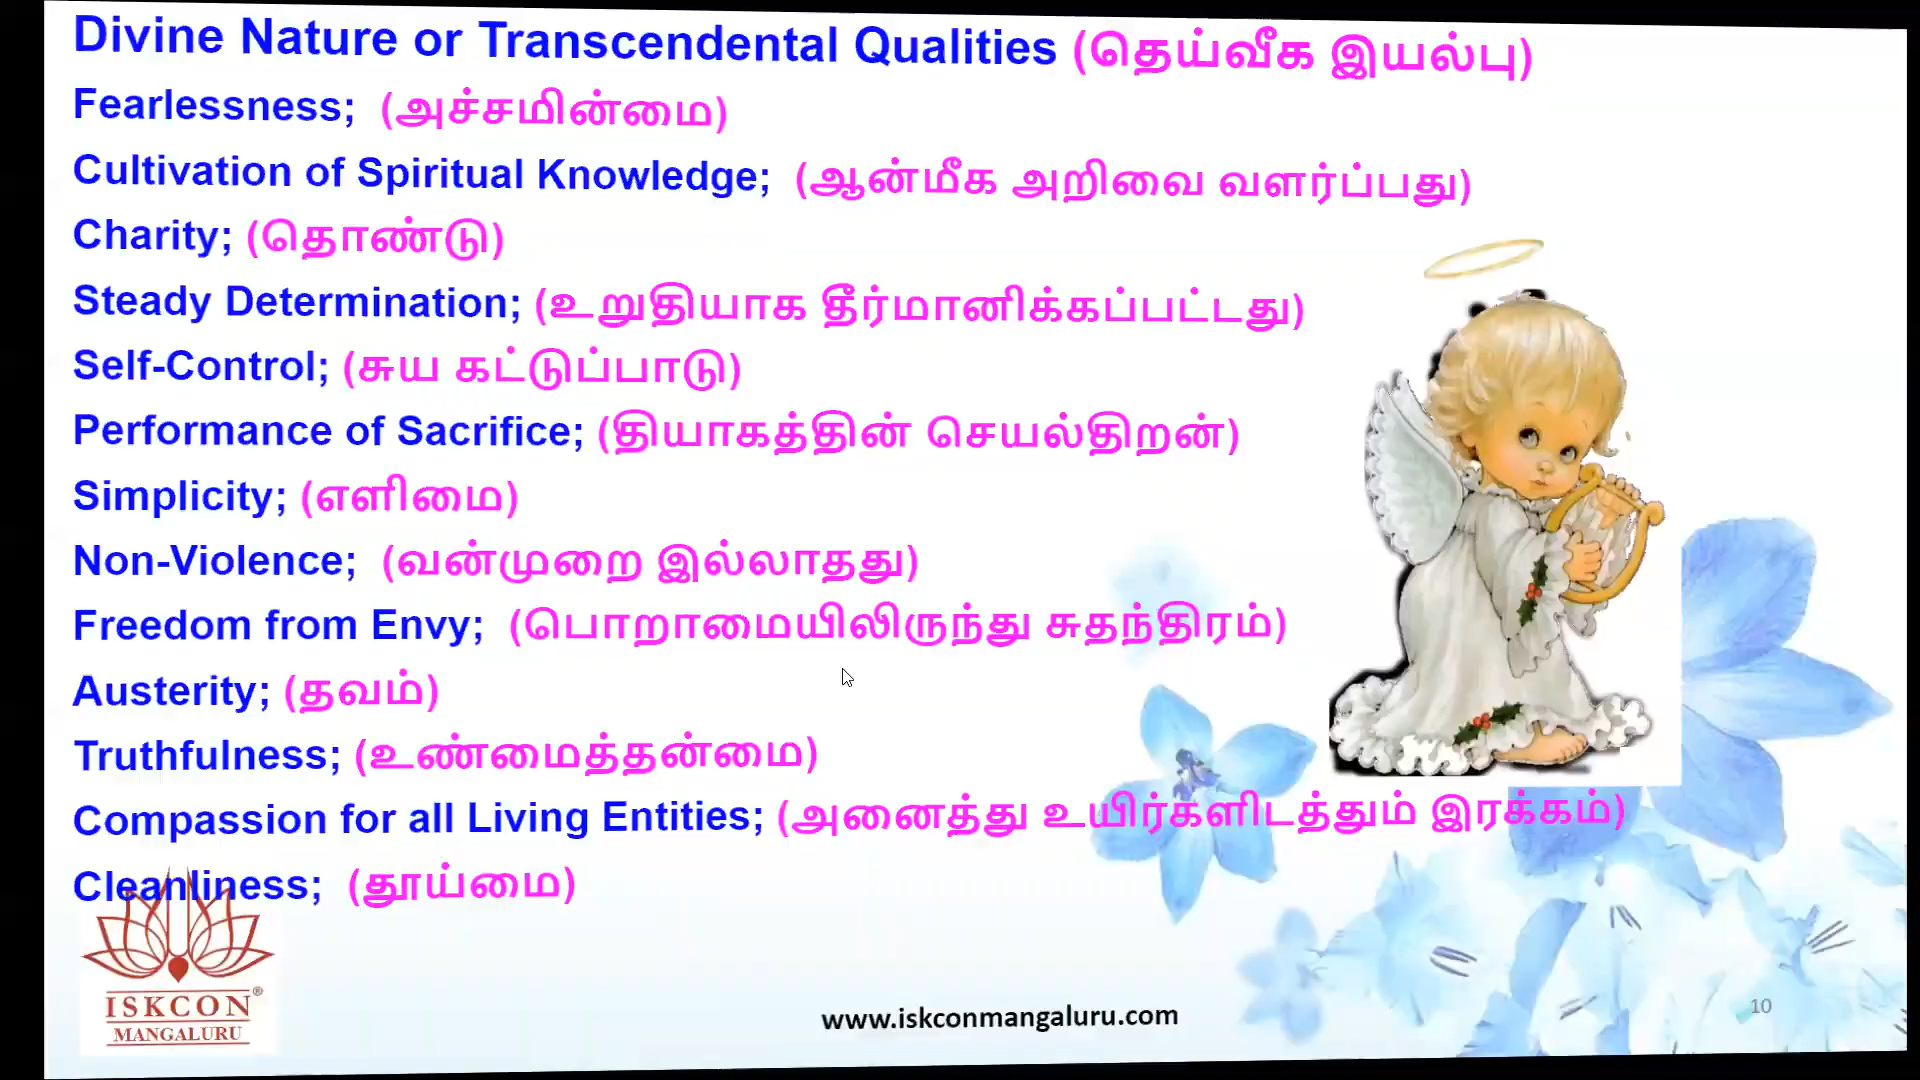 Divine Nature or Transcendental Qualities (தெய்வீக இயல்பு)
Fearlessness; (அச்சமின்மை)
Cultivation of Spiritual Knowledge; (ஆன்மீக அறிவை வளர்ப்பது)
Charity; (தொண்டு)
Steady Determination; (உறுதியாக தீர்மானிக்கப்பட்டது)
Self-Control; (சுய கட்டுப்பாடு)
Performance of Sacrifice; (தியாகத்தின் செயல்திறன்)
Simplicity; (எளிமை)
Non-Violence; (வன்முறை இல்லாதது)
Freedom from Envy; (பொறாமையிலிருந்து சுதந்திரம்)
Austerity; (தவம்)
Truthfulness; (உண்மைத்தன்மை)
Compassion for all Living Entities; (அனைத்து உயிர்களிடத்தும் இரக்கம்)
Cleanliness; (தூய்மை)
ISKCON®
MANGALURU
www.iskconmangaluru.com
10